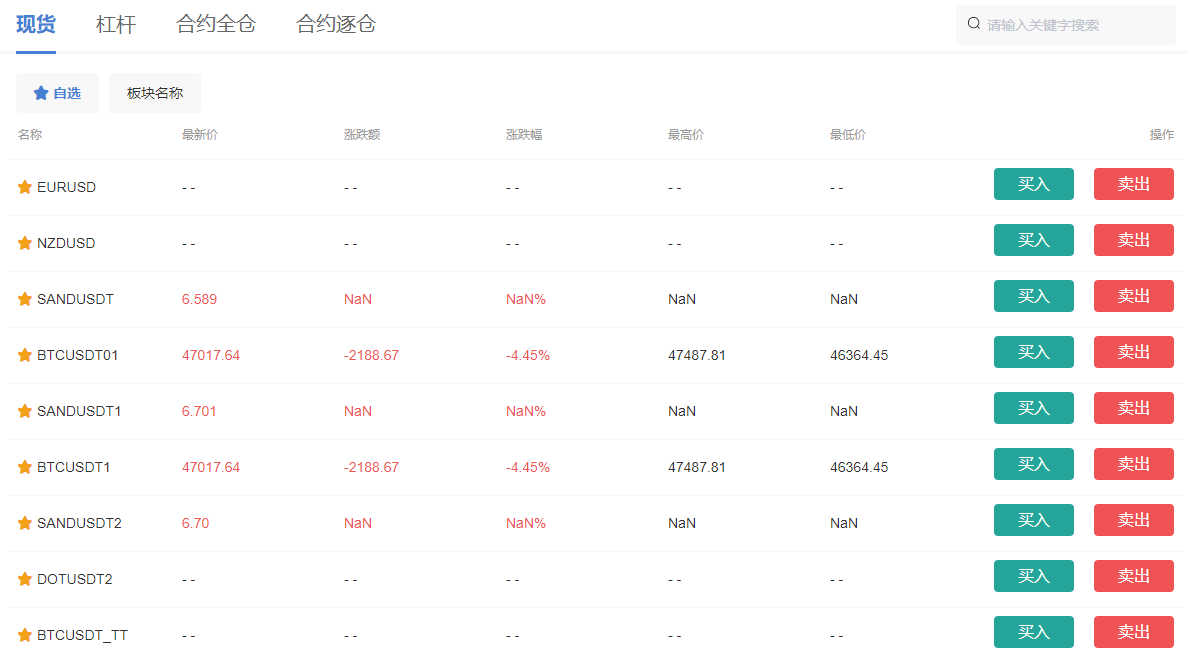 现货 杠杆 合约全仓 合约逐仓 请输入关键字搜索
自选 板块名称
名称 最新价 涨跌额 涨跌幅 最高价 最低价 操作
EURUSD - - - - - - - - - - 买入 卖出
NZDUSD - - - - - - - - - - 买入 卖出
SANDUSDT 6.589 NaN NaN% NaN NaN 买入 卖出
BTCUSDT01 47017.64 -2188.67 -4.45% 47487.81 46364.45 买入 卖出
SANDUSDT1 6.701 NaN NaN% NaN NaN 买入 卖出
BTCUSDT1 47017.64 -2188.67 -4.45% 47487.81 46364.45 买入 卖出
SANDUSDT2 6.70 NaN NaN% NaN NaN 买入 卖出
DOTUSDT2 - - - - - - - - - - 买入 卖出
BTCUSDT_TT - - - - - - - - - - 买入 卖出